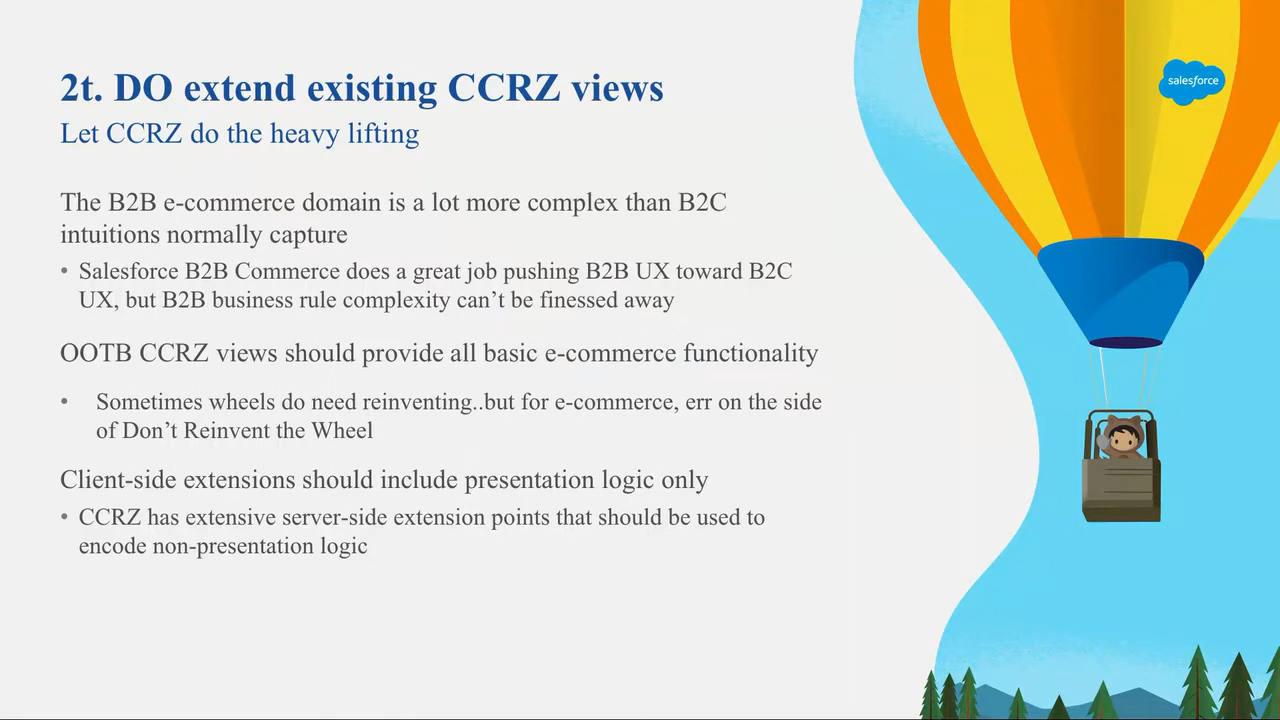 2t. DO extend existing CCRZ views
Let CCRZ do the heavy lifting
The B2B e-commerce domain is a lot more complex than B2C
intuitions normally capture
• Salesforce B2B Commerce does a great job pushing B2B UX toward B2C
UX, but B2B business rule complexity can’t be finessed away
OOTB CCRZ views should provide all basic e-commerce functionality
• Sometimes wheels do need reinventing..but for e-commerce, err on the side
of Don’t Reinvent the Wheel
Client-side extensions should include presentation logic only
• CCRZ has extensive server-side extension points that should be used to
encode non-presentation logic
salesforce